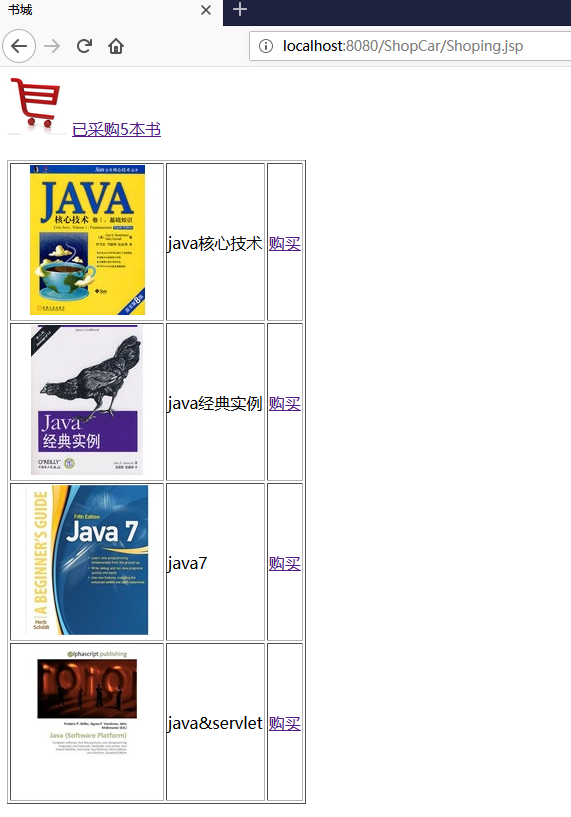 书城
localhost:8080/ShopCar/Shoping.jsp
已采购5本书
JAVA
核心技术 卷Ⅰ：基础知识
java核心技术
购买
Java
经典实例
O'REILLY
java经典实例
购买
A BEGINNER'S GUIDE
Fifth Edition
Java 7
Herb
Schildt
java7
购买
alphascript publishing
Java (Software Platform)
java&servlet
购买